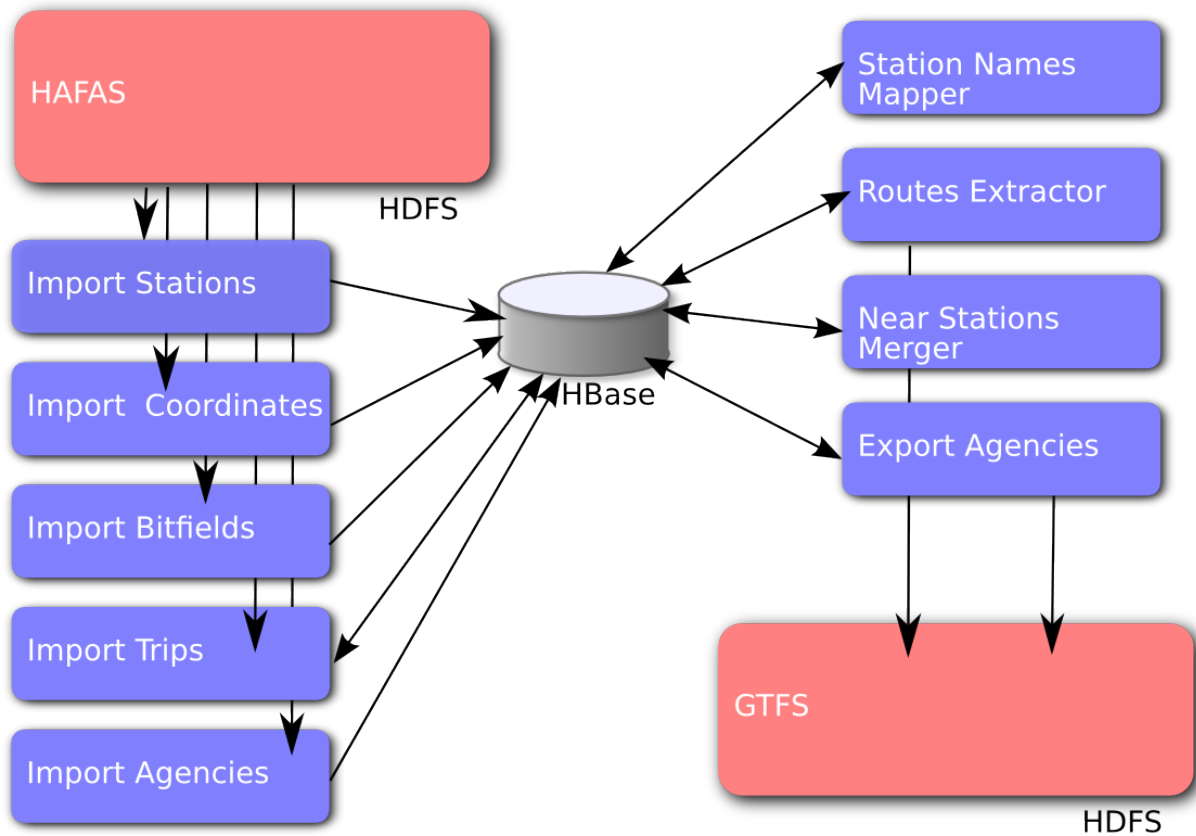 HAFAS
HDFS
Import Stations
Import  Coordinates
Import Bitfields
Import Trips
Import Agencies
HBase
Station Names
Mapper
Routes Extractor
Near Stations
Merger
Export Agencies
GTFS
HDFS